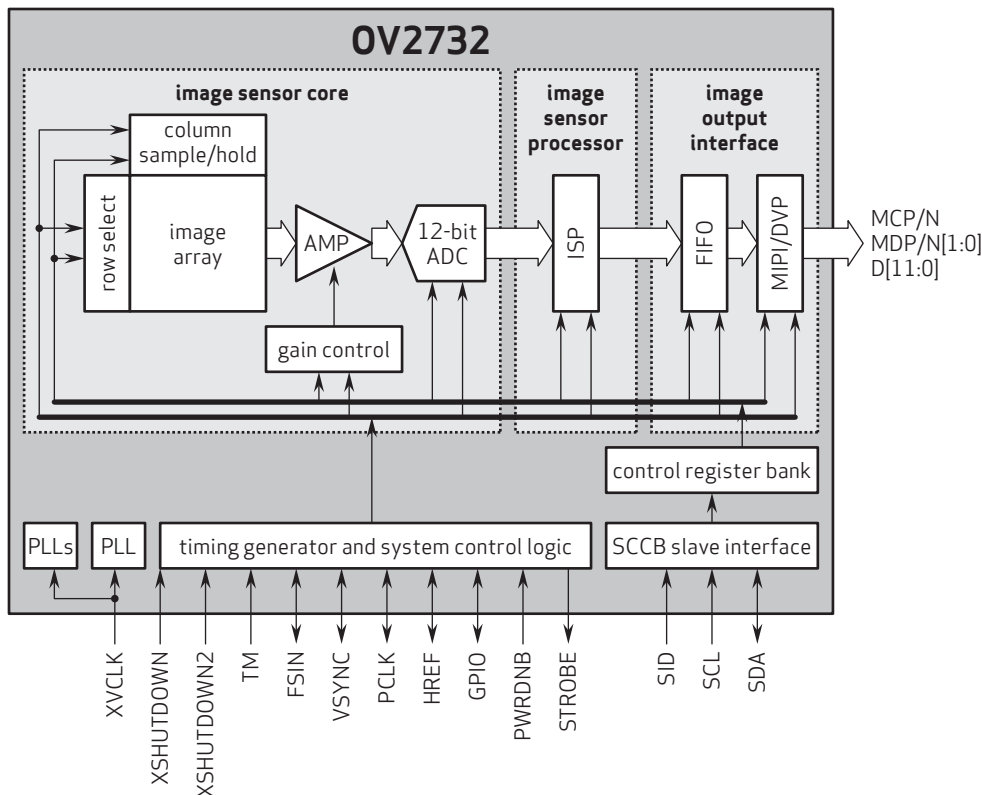 OV2732
image sensor core
image
sensor
processor
image
output
interface
column
sample/hold
row select
image
array
AMP
12-bit
ADC
ISP
FIFO
MIPI/DVP
MCP/N
MDP/N[1:0]
D[11:0]
gain control
control register bank
PLLs
PLL
timing generator and system control logic
SCCB slave interface
XVCLK
XSHUTDOWN
XSHUTDOWN2
TM
FSIN
VSYNC
PCLK
HREF
GPIO
PWRDNB
STROBE
SID
SCL
SDA